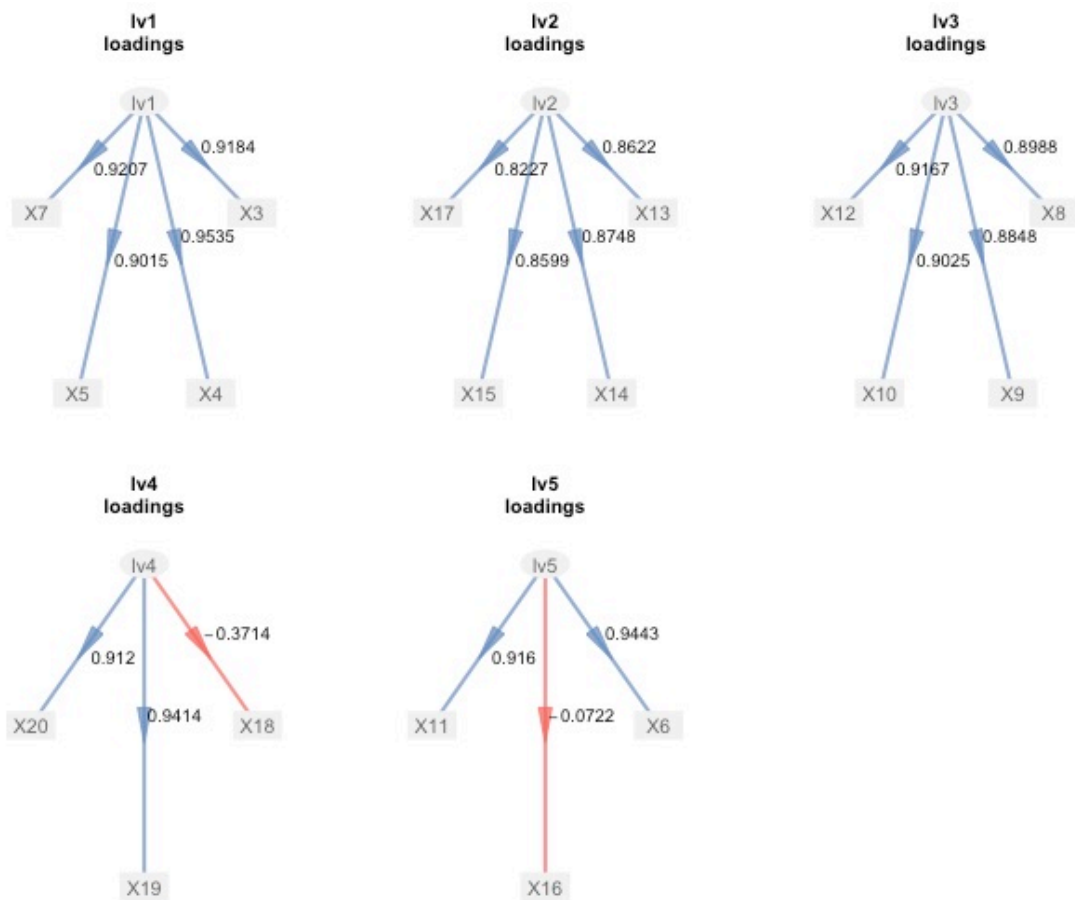 lv1
loadings
lv2
loadings
lv3
loadings
lv1
lv2
lv3
0.9184
0.8622
0.8988
0.9207
0.8227
0.9167
X7
X3
X17
X13
X12
X8
0.9535
0.8748
0.8848
0.9015
0.8599
0.9025
X5
X4
X15
X14
X10
X9
lv4
loadings
lv5
loadings
lv4
lv5
−0.3714
0.9443
0.912
0.916
0.9414
−0.0722
X20
X18
X11
X6
X19
X16